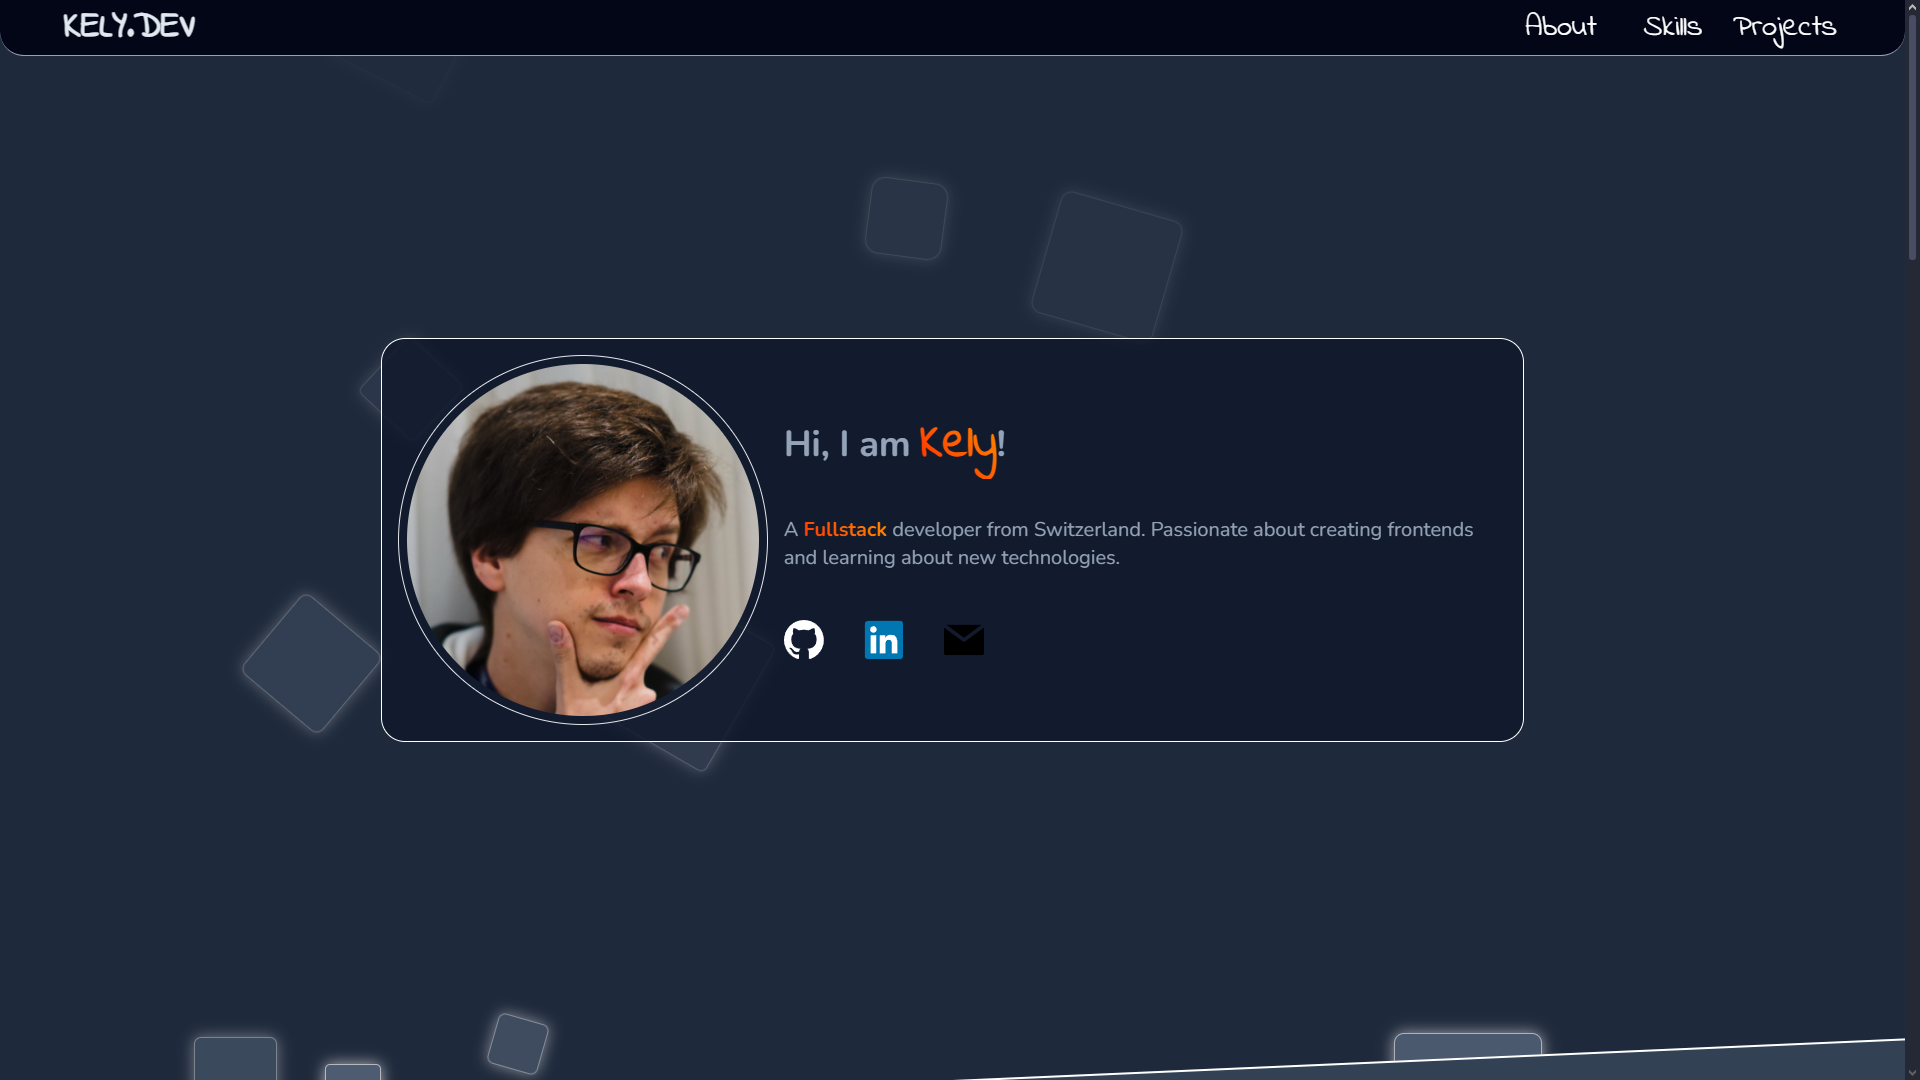 KELY.DEV
About Skills Projects
Hi, I am Kely!
A Fullstack developer from Switzerland. Passionate about creating frontends
and learning about new technologies.
in